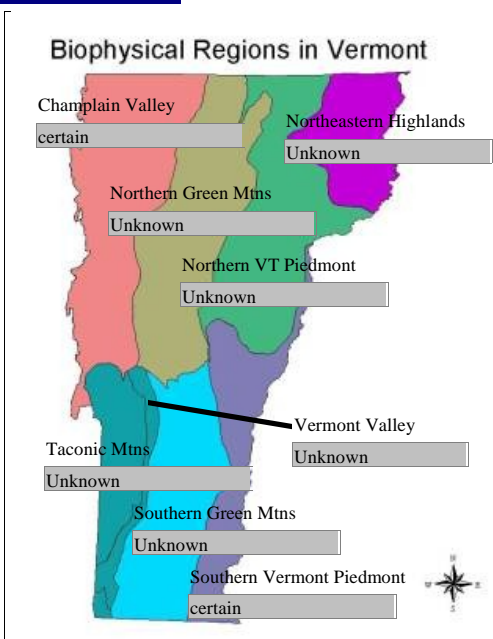 Biophysical Regions in Vermont
Champlain Valley
certain
Northeastern Highlands
Unknown
Northern Green Mtns
Unknown
Northern VT Piedmont
Unknown
Vermont Valley
Unknown
Taconic Mtns
Unknown
Southern Green Mtns
Unknown
Southern Vermont Piedmont
certain
N
W E
S